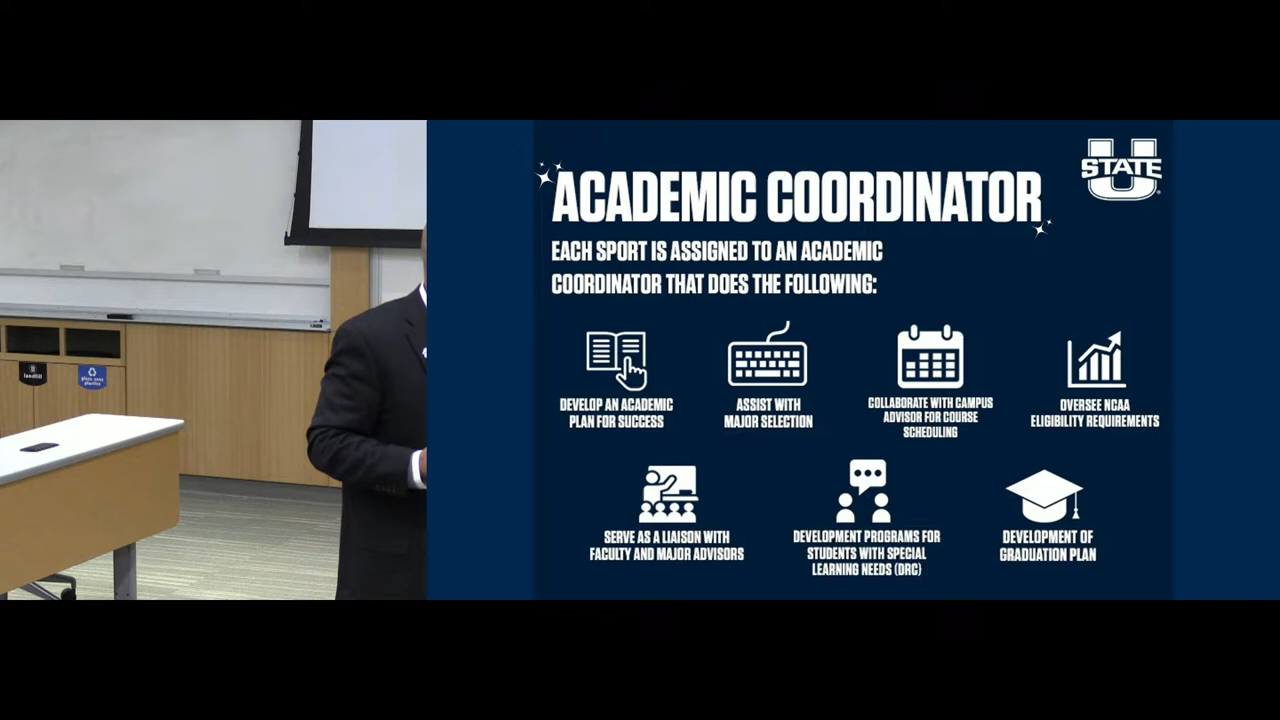 STATE
ACADEMIC COORDINATOR
EACH SPORT IS ASSIGNED TO AN ACADEMIC
COORDINATOR THAT DOES THE FOLLOWING:
DEVELOP AN ACADEMIC
PLAN FOR SUCCESS
ASSIST WITH
MAJOR SELECTION
COLLABORATE WITH CAMPUS
ADVISOR FOR COURSE
SCHEDULING
OVERSEE NCAA
ELIGIBILITY REQUIREMENTS
SERVE AS A LIAISON WITH
FACULTY AND MAJOR ADVISORS
DEVELOPMENT PROGRAMS FOR
STUDENTS WITH SPECIAL
LEARNING NEEDS (DRC)
DEVELOPMENT OF
GRADUATION PLAN
landfill